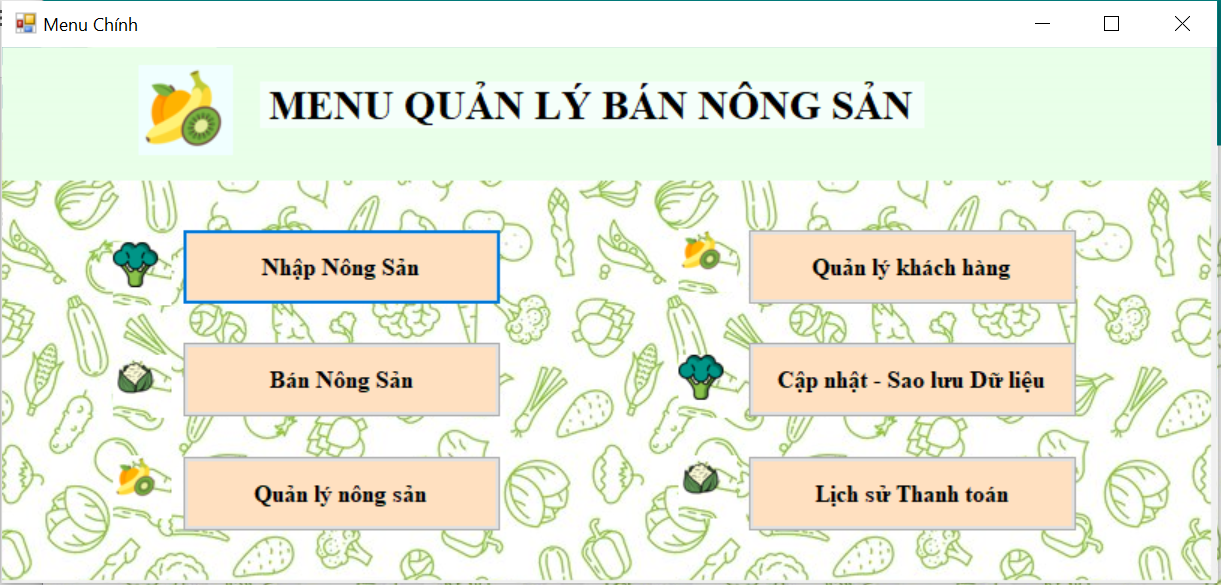 Menu Chính
MENU QUẢN LÝ BÁN NÔNG SẢN
Nhập Nông Sản
Quản lý khách hàng
Bán Nông Sản
Cập nhật - Sao lưu Dữ liệu
Quản lý nông sản
Lịch sử Thanh toán